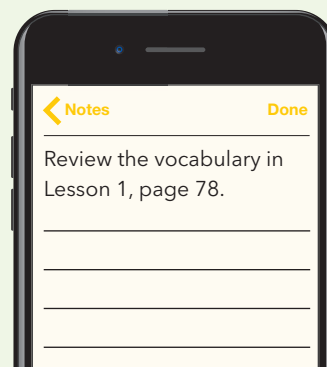 Notes Done
Review the vocabulary in
Lesson 1, page 78.